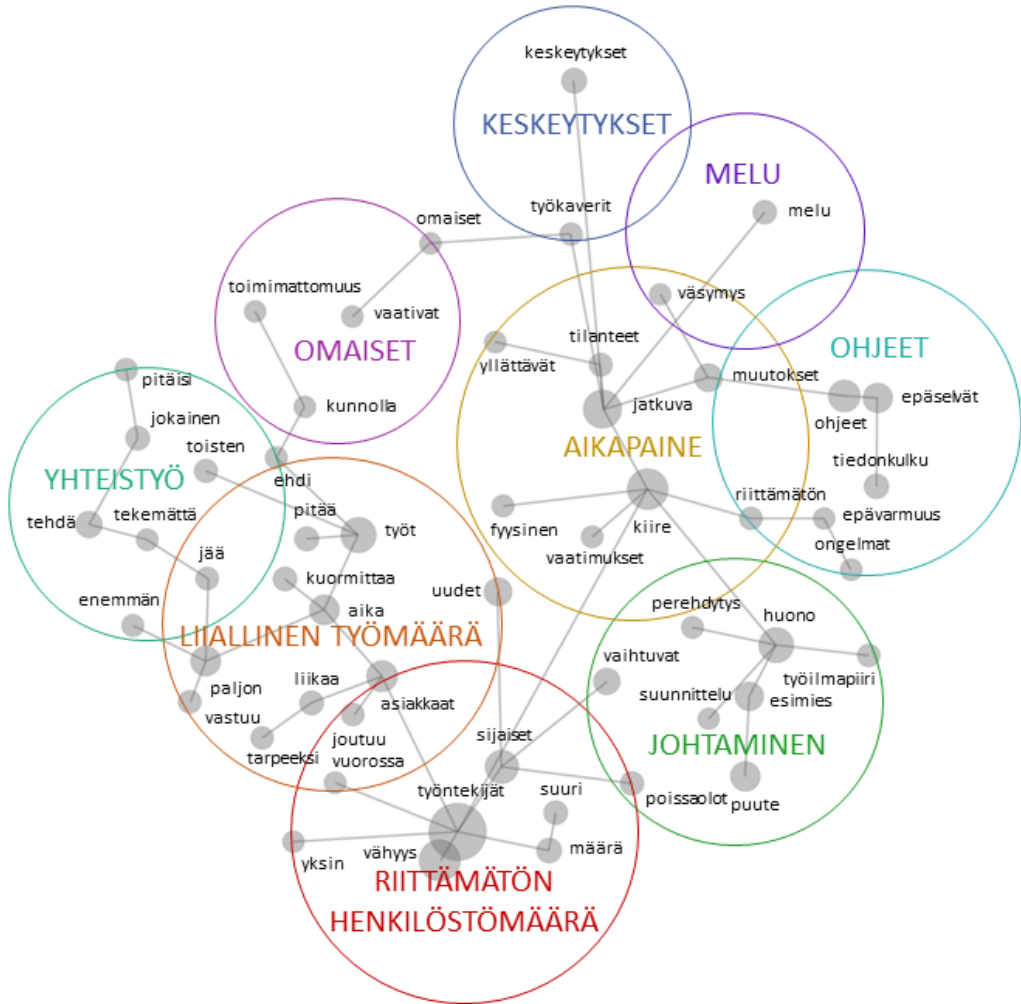 keskeytykset
KESKEYTYKSET
MELU
työkaverit
melu
omaiset
toimimattomuus
vaativat
väsymys
OMAISET
tilanteet
yllättävät
OHJEET
muutokset
pitäisi
kunnolla
jatkuva
epäselvät
ohjeet
jokainen
toisten
AIKAPAINE
tiedonkulku
YHTEISTYÖ
ehdi
riittämätön
tekemättä
pitää
tehdä
työt
fyysinen
kiire
epävarmuus
ongelmat
vaatimukset
jää
kuormittaa
uudet
enemmän
aika
perehdytys
huono
LIIALLINEN TYÖMÄÄRÄ
vaihtuvat
työilmapiiri
paljon
liikaa
asiakkaat
suunnittelu
esimies
vastuu
joutuu
sijaiset
JOHTAMINEN
tarpeeksi
vuorossa
työntekijät
suuri
poissaolot
puute
yksin
vähyys
määrä
RIITTÄMÄTÖN
HENKILÖSTÖMÄÄRÄ